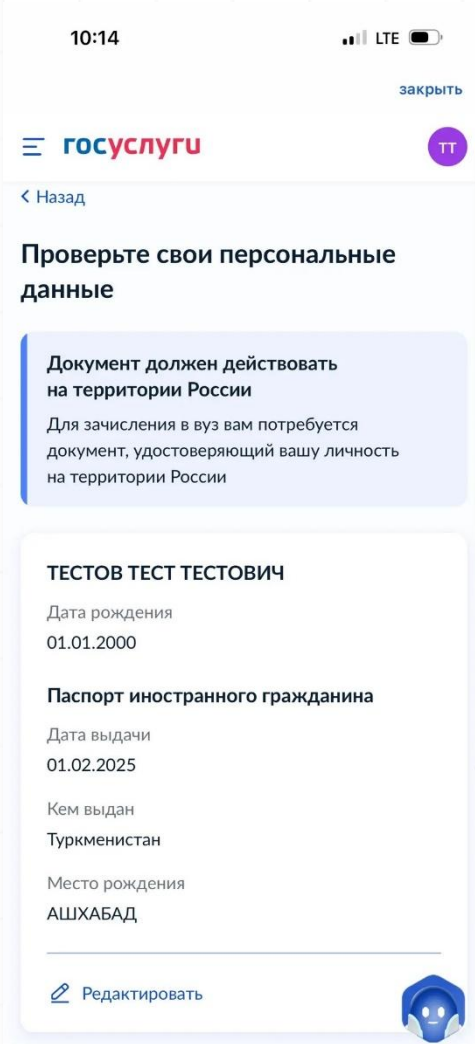 10:14
LTE
закрыть
госуслуги
ТТ
Назад
Проверьте свои персональные
данные
Документ должен действовать
на территории России
Для зачисления в вуз вам потребуется
документ, удостоверяющий вашу личность
на территории России
ТЕСТОВ ТЕСТ ТЕСТОВИЧ
Дата рождения
01.01.2000
Паспорт иностранного гражданина
Дата выдачи
01.02.2025
Кем выдан
Туркменистан
Место рождения
АШХАБАД
Редактировать